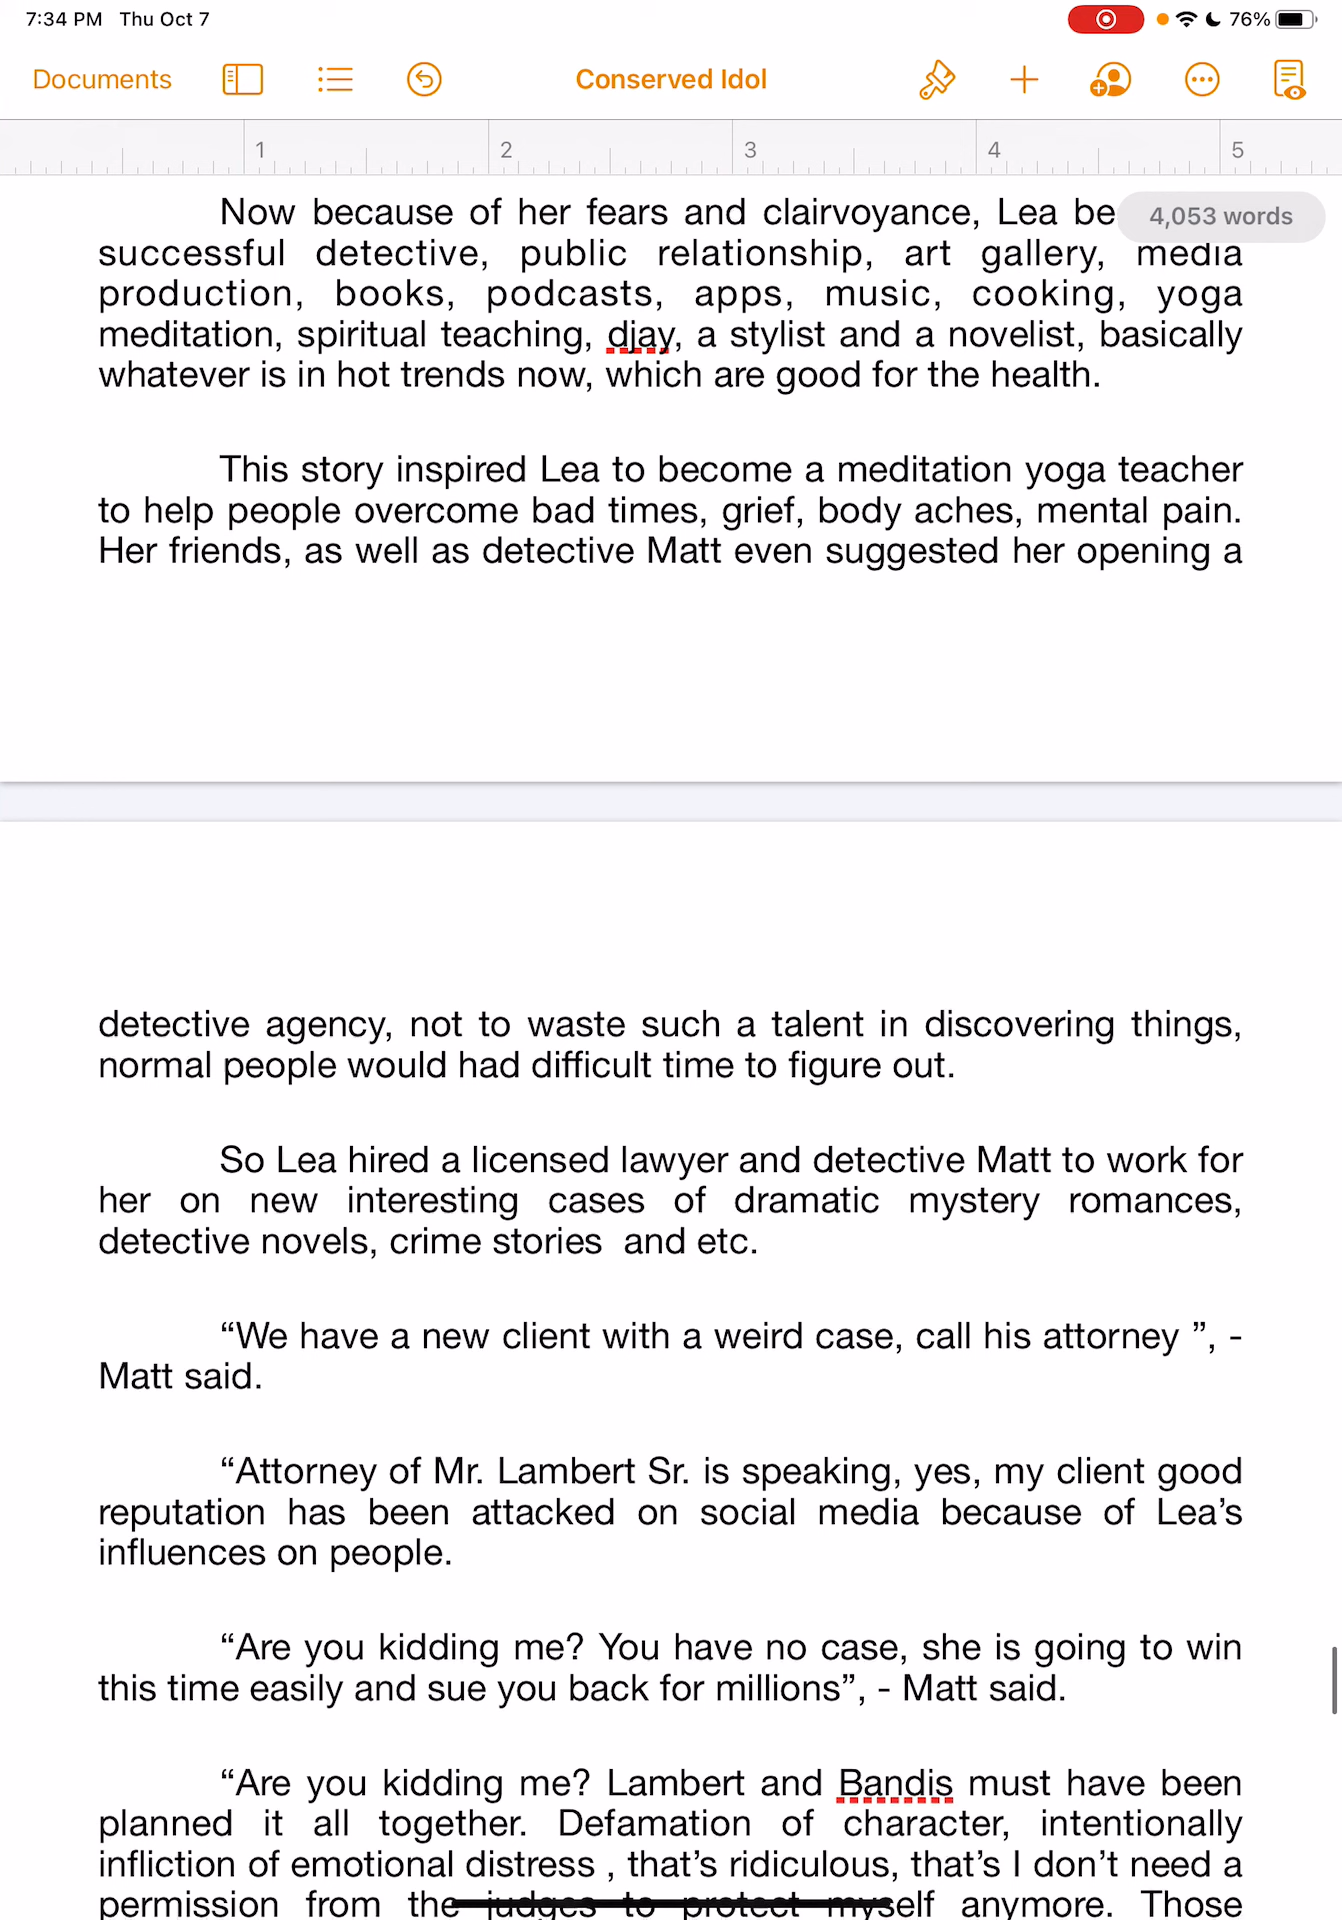 7:34 PM Thu Oct 7 76%
Documents Conserved Idol
1 2 3 4 5
4,053 words
Now because of her fears and clairvoyance, Lea be
successful detective, public relationship, art gallery, media
production, books, podcasts, apps, music, cooking, yoga
meditation, spiritual teaching, djay, a stylist and a novelist, basically
whatever is in hot trends now, which are good for the health.
This story inspired Lea to become a meditation yoga teacher
to help people overcome bad times, grief, body aches, mental pain.
Her friends, as well as detective Matt even suggested her opening a
detective agency, not to waste such a talent in discovering things,
normal people would had difficult time to figure out.
So Lea hired a licensed lawyer and detective Matt to work for
her on new interesting cases of dramatic mystery romances,
detective novels, crime stories  and etc.
“We have a new client with a weird case, call his attorney ”, -
Matt said.
“Attorney of Mr. Lambert Sr. is speaking, yes, my client good
reputation has been attacked on social media because of Lea’s
influences on people.
“Are you kidding me? You have no case, she is going to win
this time easily and sue you back for millions”, - Matt said.
“Are you kidding me? Lambert and Bandis must have been
planned it all together. Defamation of character, intentionally
infliction of emotional distress , that’s ridiculous, that’s I don’t need a
permission from the judges to protect myself anymore. Those